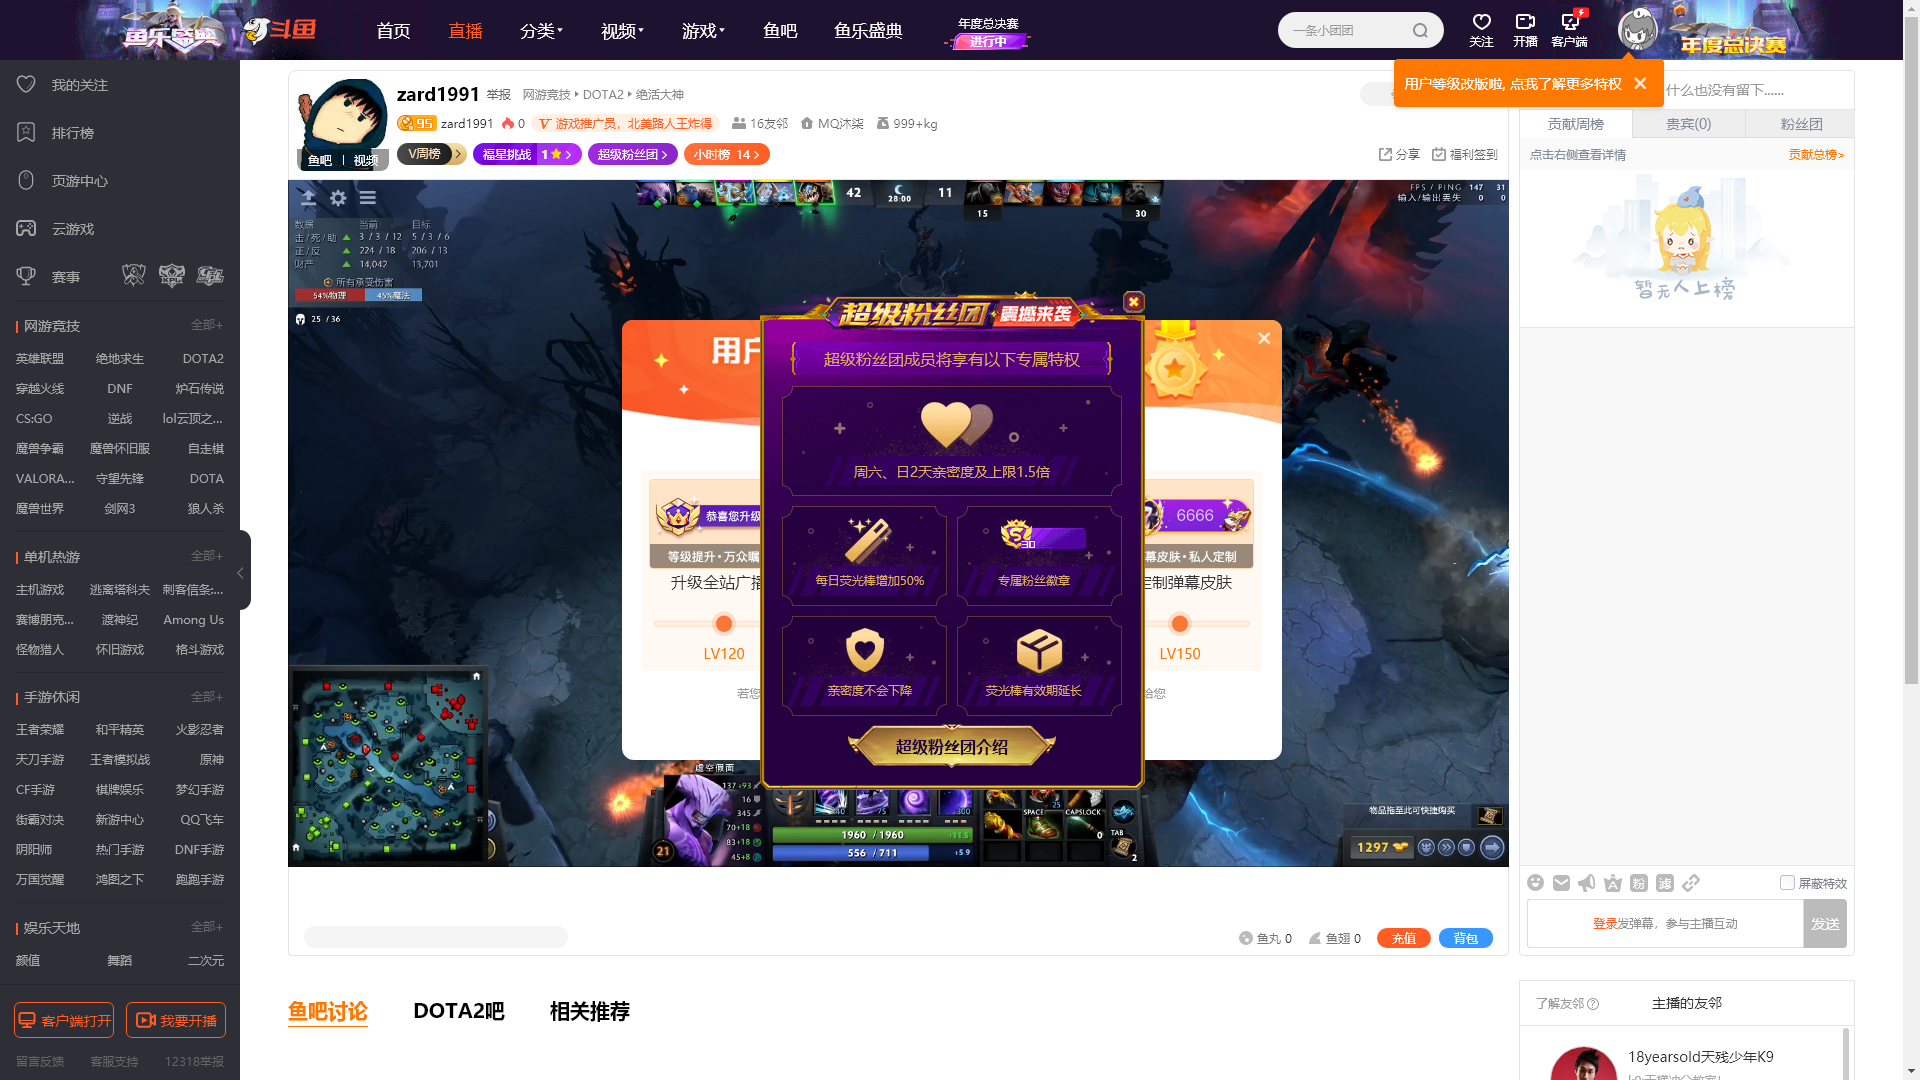 鱼乐盛典
斗鱼
首页
直播
分类
视频
游戏
鱼吧
鱼乐盛典
年度总决赛
进行中
一条小团团
关注
开播
客户端
年度总决赛
用户等级改版啦, 点我了解更多特权
我的关注
排行榜
页游中心
云游戏
赛事
网游竞技
全部+
英雄联盟
绝地求生
DOTA2
穿越火线
DNF
炉石传说
CS:GO
逆战
lol云顶之...
魔兽争霸
魔兽怀旧服
自走棋
VALORA...
守望先锋
DOTA
魔兽世界
剑网3
狼人杀
单机热游
全部+
主机游戏
逃离塔科夫
刺客信条:...
赛博朋克...
渡神纪
Among Us
怪物猎人
怀旧游戏
格斗游戏
手游休闲
全部+
王者荣耀
和平精英
火影忍者
天刀手游
王者模拟战
原神
CF手游
棋牌娱乐
梦幻手游
街霸对决
新游中心
QQ飞车
阴阳师
热门手游
DNF手游
万国觉醒
鸿图之下
跑跑手游
娱乐天地
全部+
颜值
舞蹈
二次元
客户端打开
我要开播
留言反馈
客服支持
12318举报
鱼吧
视频
zard1991
举报
网游竞技
DOTA2
绝活大神
95
zard1991
0
游戏推广员，北美路人王炸得
16友邻
MQ沐柒
999+kg
V周榜
福星挑战
1
超级粉丝团
小时榜 14
分享
福利签到
42
28:00
11
15
30
FPS / PING 147 31
输入/输出丢失 0 0
数据
当前
目标
击/死/助
3 / 3 / 12
5 / 3 / 6
正/反
224 / 18
206 / 13
财产
14,042
13,701
所有承受伤害
54%物理
45%魔法
25 / 36
用户
超级粉丝团
震撼来袭
超级粉丝团成员将享有以下专属特权
周六、日2天亲密度及上限1.5倍
每日荧光棒增加50%
30
专属粉丝徽章
亲密度不会下降
荧光棒有效期延长
超级粉丝团介绍
恭喜您升级
等级提升•万众瞩
升级全站广播
LV120
若您
6666
幕皮肤•私人定制
定制弹幕皮肤
LV150
给您
虚空假面
137+93
16
345
70+18
83+18
45+8
21
40
75
300
1960 / 1960
+11.5
556 / 711
+5.9
SPACE
25
CAPSLOCK
0
TAB
2
物品拖至此可快捷购买
1297
鱼丸 0
鱼翅 0
充值
背包
鱼吧讨论
DOTA2吧
相关推荐
什么也没有留下......
贡献周榜
贵宾(0)
粉丝团
点击右侧查看详情
贡献总榜>
暂无人上榜
粉
滤
屏蔽特效
登录发弹幕，参与主播互动
发送
了解友邻
主播的友邻
18yearsold天残少年K9